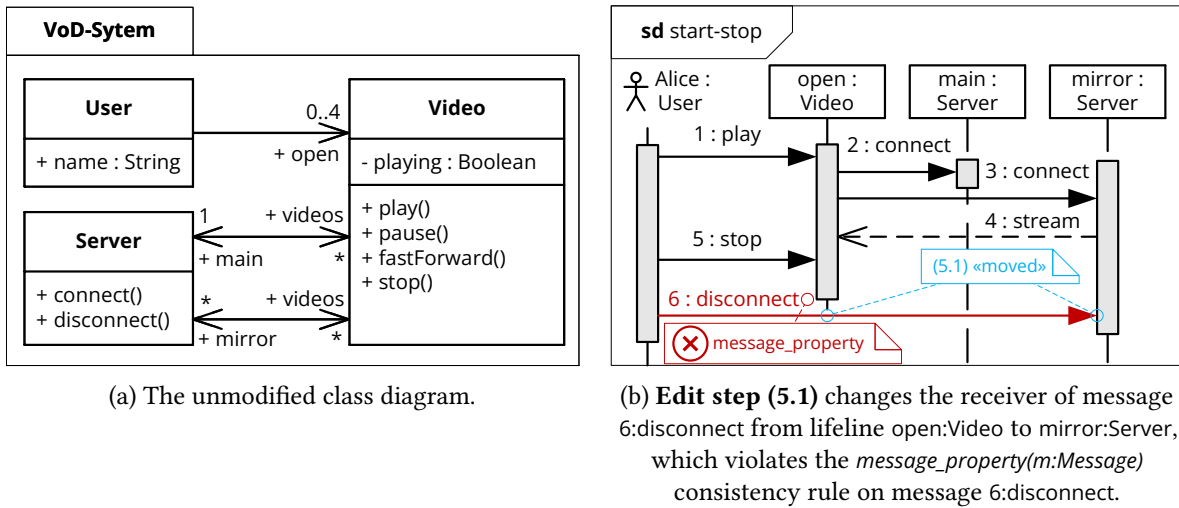 VoD-Sytem
User
+ name : String
0..4
+ open
Video
- playing : Boolean
+ play()
+ pause()
+ fastForward()
+ stop()
Server
+ connect()
+ disconnect()
1
+ videos
+ main
*
*
+ videos
+ mirror
*
(a) The unmodified class diagram.
sd start-stop
Alice :
User
open :
Video
main :
Server
mirror :
Server
1 : play
2 : connect
3 : connect
4 : stream
5 : stop
(5.1) «moved»
6 : disconnect
message_property
(b) Edit step (5.1) changes the receiver of message
6:disconnect from lifeline open:Video to mirror:Server,
which violates the message_property(m:Message)
consistency rule on message 6:disconnect.